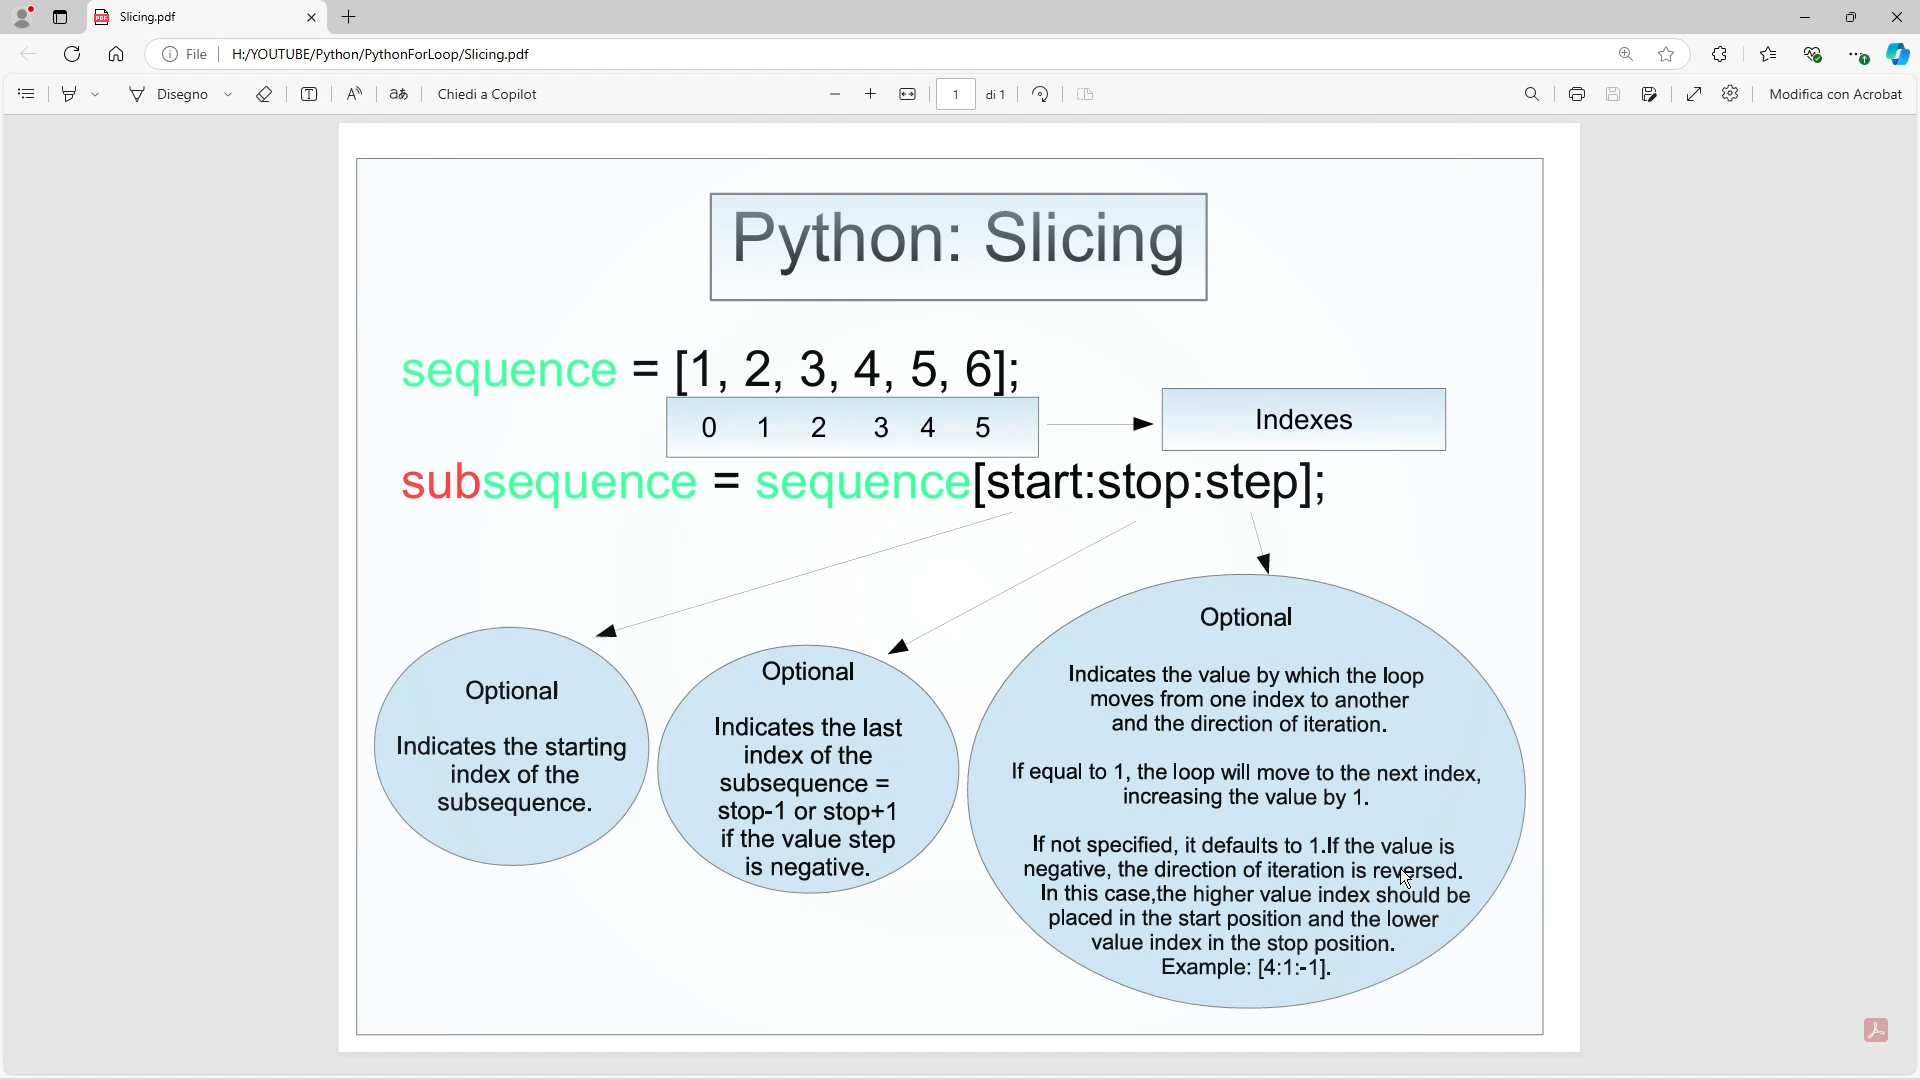 Slicing.pdf
File
H:/YOUTUBE/Python/PythonForLoop/Slicing.pdf
Disegno
Chiedi a Copilot
1 di 1
Modifica con Acrobat
Python: Slicing
sequence = [1, 2, 3, 4, 5, 6];
0 1 2 3 4 5
Indexes
subsequence = sequence[start:stop:step];
Optional
Indicates the starting
index of the
subsequence.
Optional
Indicates the last
index of the
subsequence =
stop-1 or stop+1
if the value step
is negative.
Optional
Indicates the value by which the loop
moves from one index to another
and the direction of iteration.
If equal to 1, the loop will move to the next index,
increasing the value by 1.
If not specified, it defaults to 1.If the value is
negative, the direction of iteration is reversed.
In this case,the higher value index should be
placed in the start position and the lower
value index in the stop position.
Example: [4:1:-1].